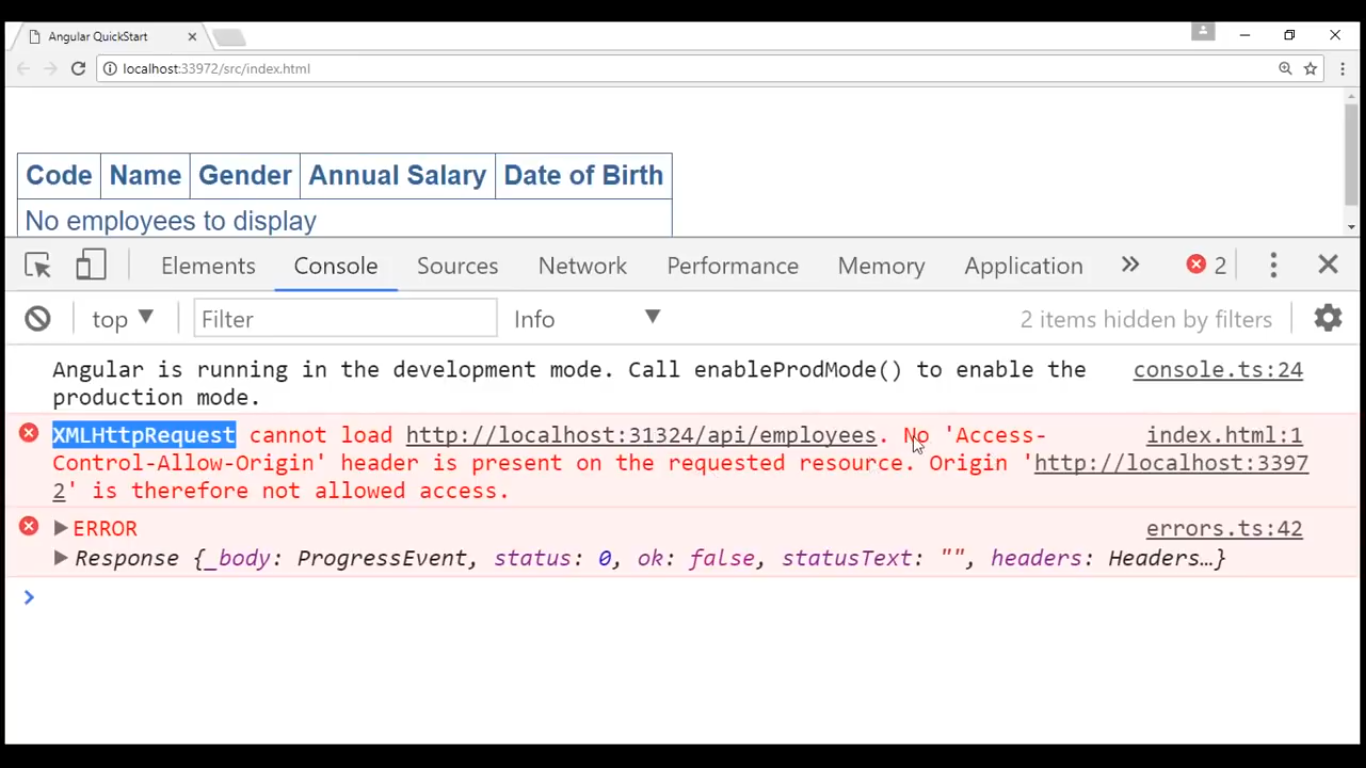 Angular QuickStart
localhost:33972/src/index.html
Code Name Gender Annual Salary Date of Birth
No employees to display
Elements Console Sources Network Performance Memory Application » 2
top Filter Info 2 items hidden by filters
Angular is running in the development mode. Call enableProdMode() to enable the console.ts:24
production mode.
XMLHttpRequest cannot load http://localhost:31324/api/employees. No 'Access- index.html:1
Control-Allow-Origin' header is present on the requested resource. Origin 'http://localhost:3397
2' is therefore not allowed access.
ERROR errors.ts:42
Response {_body: ProgressEvent, status: 0, ok: false, statusText: "", headers: Headers…}